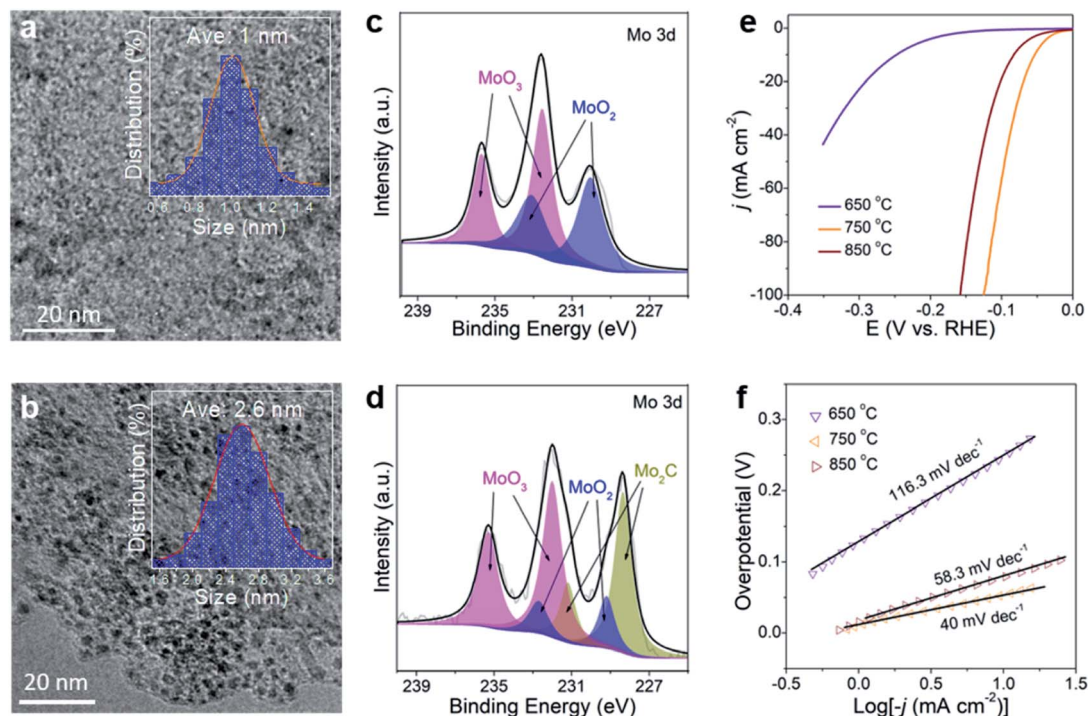 a
Ave: 1 nm
Distribution (%)
0.6 0.8 1.0 1.2 1.4
Size (nm)
20 nm
b
Ave: 2.6 nm
Distribution (%)
1.6 2.0 2.4 2.8 3.2 3.6
Size (nm)
20 nm
c
Mo 3d
MoO₃
MoO₂
Intensity (a.u.)
239 235 231 227
Binding Energy (eV)
d
Mo 3d
MoO₃
MoO₂
Mo₂C
Intensity (a.u.)
239 235 231 227
Binding Energy (eV)
e
0
-20
-40
-60
-80
-100
j (mA cm⁻²)
650 °C
750 °C
850 °C
-0.4 -0.3 -0.2 -0.1 0.0
E (V vs. RHE)
f
0.3
0.2
0.1
0.0
Overpotential (V)
650 °C
750 °C
850 °C
116.3 mV dec⁻¹
58.3 mV dec⁻¹
40 mV dec⁻¹
-0.5 0.0 0.5 1.0 1.5
Log[-j (mA cm⁻²)]